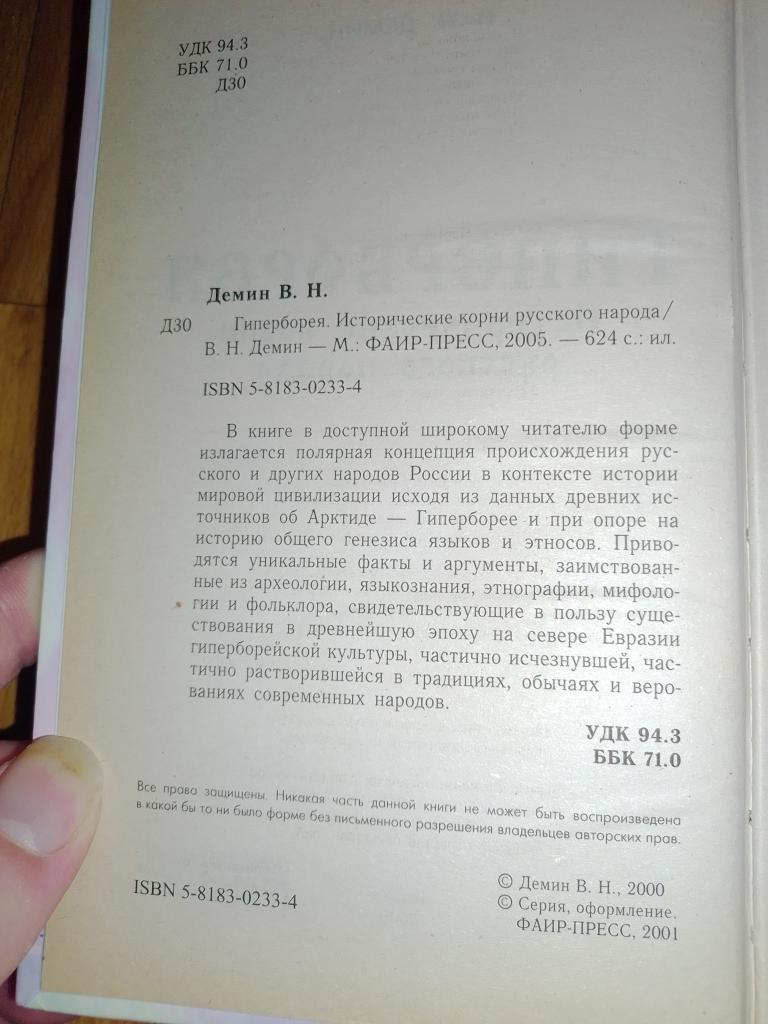 УДК 94.3
ББК 71.0
Д30
Демин В. Н.
Д30 Гиперборея. Исторические корни русского народа/
В. Н. Демин — М.: ФАИР-ПРЕСС, 2005. — 624 с.: ил.
ISBN 5-8183-0233-4
В книге в доступной широкому читателю форме
излагается полярная концепция происхождения рус-
ского и других народов России в контексте истории
мировой цивилизации исходя из данных древних ис-
точников об Арктиде — Гиперборее и при опоре на
историю общего генезиса языков и этносов. Приво-
дятся уникальные факты и аргументы, заимствован-
ные из археологии, языкознания, этнографии, мифоло-
гии и фольклора, свидетельствующие в пользу суще-
ствования в древнейшую эпоху на севере Евразии
гиперборейской культуры, частично исчезнувшей, час-
тично растворившейся в традициях, обычаях и веро-
ваниях современных народов.
УДК 94.3
ББК 71.0
Все права защищены. Никакая часть данной книги не может быть воспроизведена
в какой бы то ни было форме без письменного разрешения владельцев авторских прав.
ISBN 5-8183-0233-4
© Демин В. Н., 2000
© Серия, оформление.
ФАИР-ПРЕСС, 2001